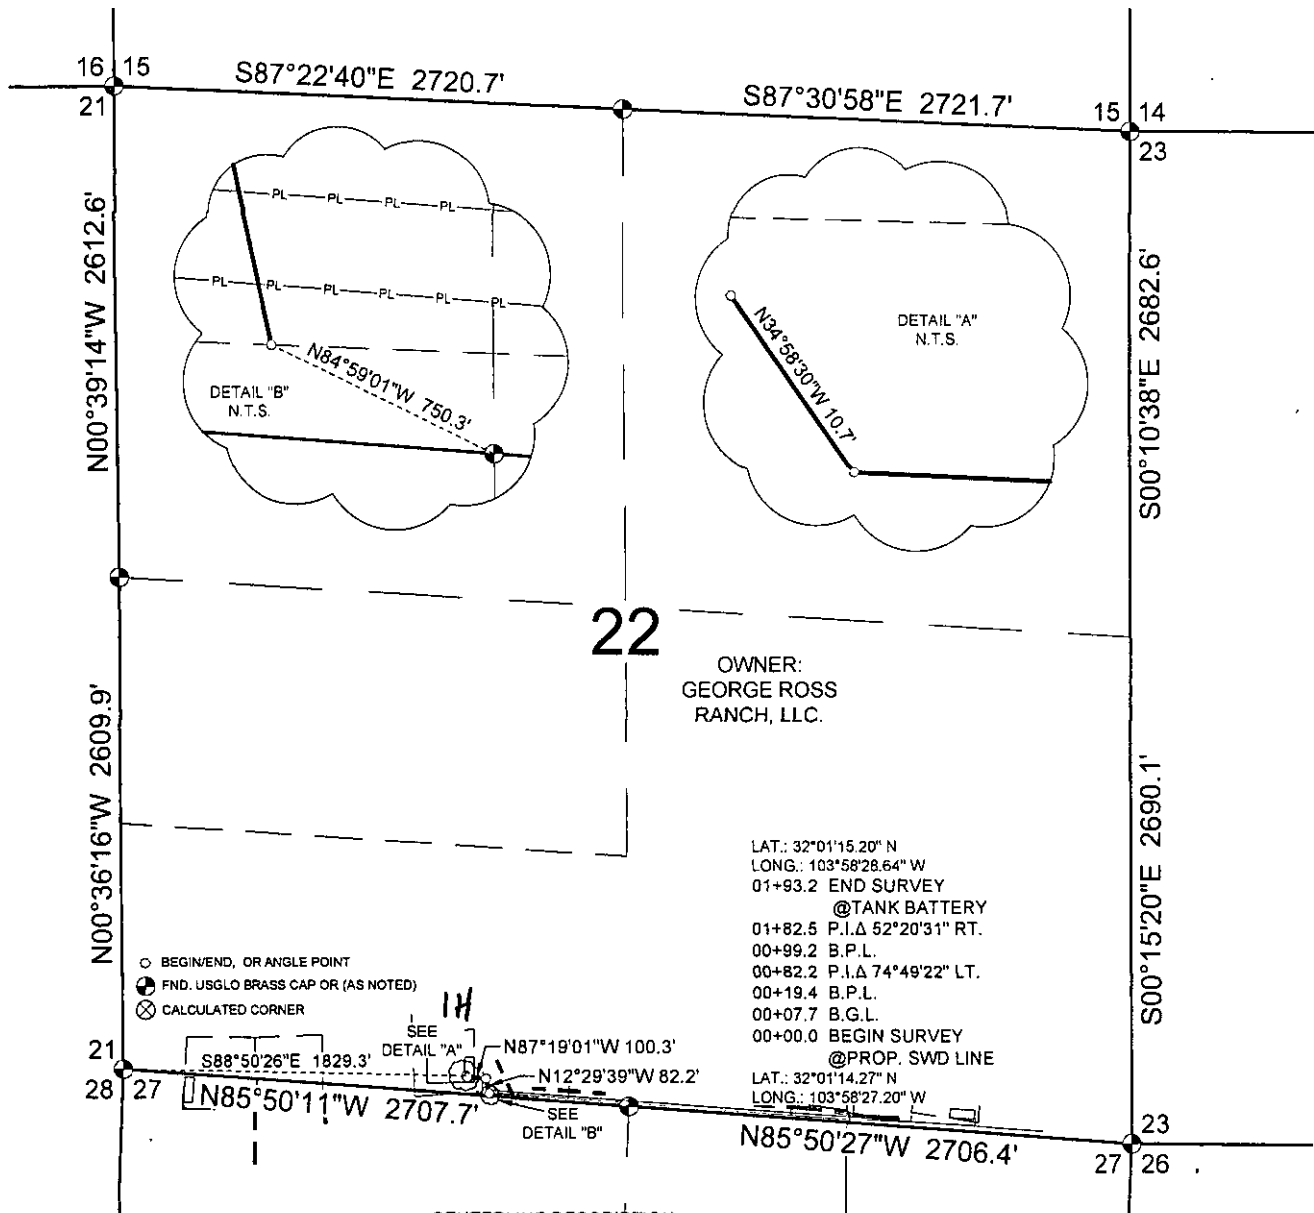 16 15
21
S87°22'40"E 2720.7'
S87°30'58"E 2721.7'
15 14
23
N00°39'14"W 2612.6'
PL PL PL PL
PL PL PL PL PL PL
N84°59'01"W 750.3'
DETAIL "B"
N.T.S.
N34°58'30"W 10.7'
DETAIL "A"
N.T.S.
S00°10'38"E 2682.6'
22
OWNER:
GEORGE ROSS
RANCH, LLC.
N00°36'16"W 2609.9'
S00°15'20"E 2690.1'
LAT.: 32°01'15.20" N
LONG.: 103°58'28.64" W
01+93.2 END SURVEY
@TANK BATTERY
01+82.5 P.I.Δ 52°20'31" RT.
00+99.2 B.P.L.
00+82.2 P.I.Δ 74°49'22" LT.
00+19.4 B.P.L.
00+07.7 B.G.L.
00+00.0 BEGIN SURVEY
@PROP. SWD LINE
LAT.: 32°01'14.27" N
LONG.: 103°58'27.20" W
BEGIN/END, OR ANGLE POINT
FND. USGLO BRASS CAP OR (AS NOTED)
CALCULATED CORNER
1H
SEE
DETAIL "A"
N87°19'01"W 100.3'
N12°29'39"W 82.2'
S88°50'26"E 1829.3'
21
28 27
N85°50'11"W 2707.7'
SEE
DETAIL "B"
N85°50'27"W 2706.4'
23
27 26